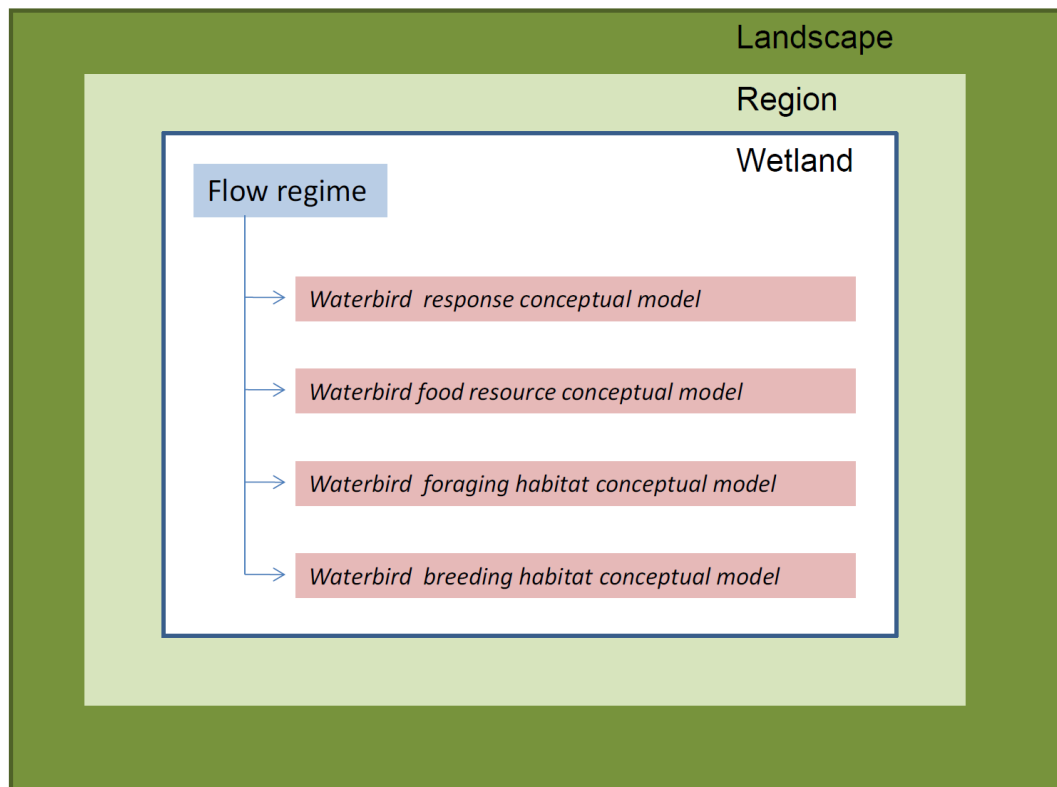 Landscape
Region
Wetland
Flow regime
Waterbird response conceptual model
Waterbird food resource conceptual model
Waterbird foraging habitat conceptual model
Waterbird breeding habitat conceptual model